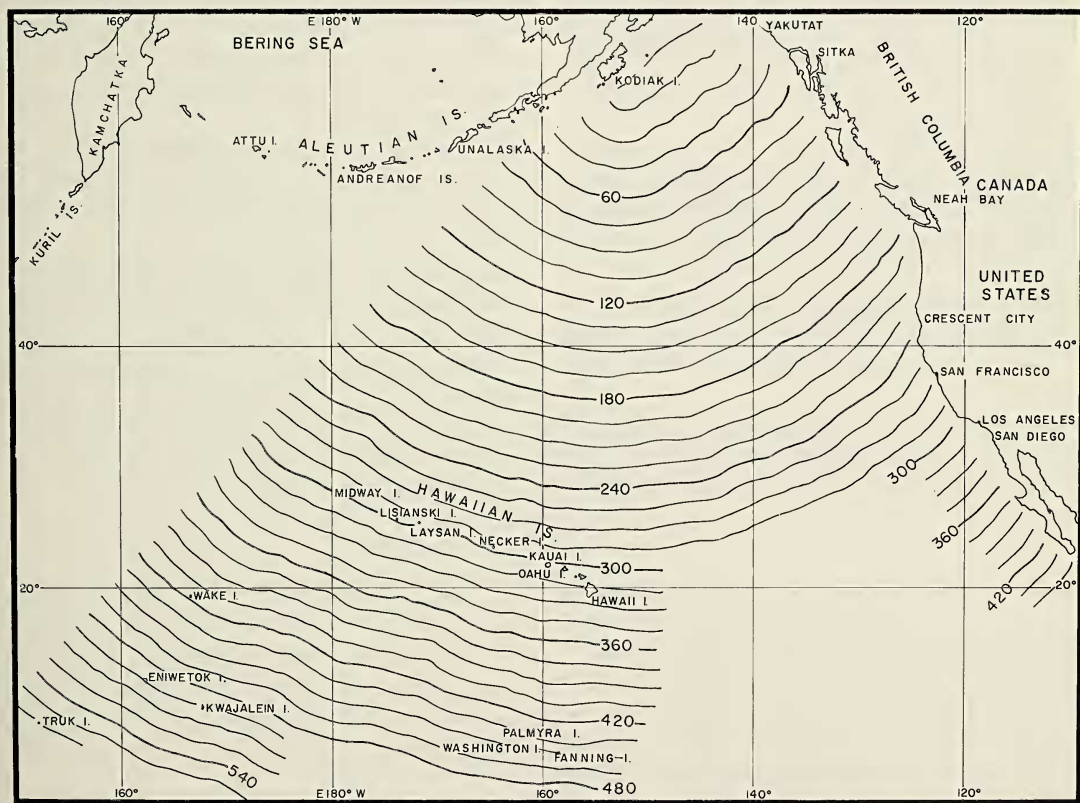 E 180° W
160°
140°
120°
YAKUTAT
BERING SEA
SITKA
BRITISH COLUMBIA
KODIAK I.
KAMCHATKA
ATTU I.
ALEUTIAN IS.
UNALASKA I.
ANDREANOF IS.
CANADA
60
NEAH BAY
KURIL IS.
UNITED
STATES
120
CRESCENT CITY
40°
40°
SAN FRANCISCO
180
LOS ANGELES
SAN DIEGO
300
240
MIDWAY I.
HAWAIIAN IS.
LISIANSKI I.
LAYSAN I.
NECKER I.
360
KAUAI I.
300
OAHU I.
420
20°
20°
WAKE I.
HAWAII I.
360
ENIWETOK I.
KWAJALEIN I.
TRUK I.
420
PALMYRA I.
WASHINGTON I.
FANNING I.
540
480
160°
E 180° W
160°
140°
120°